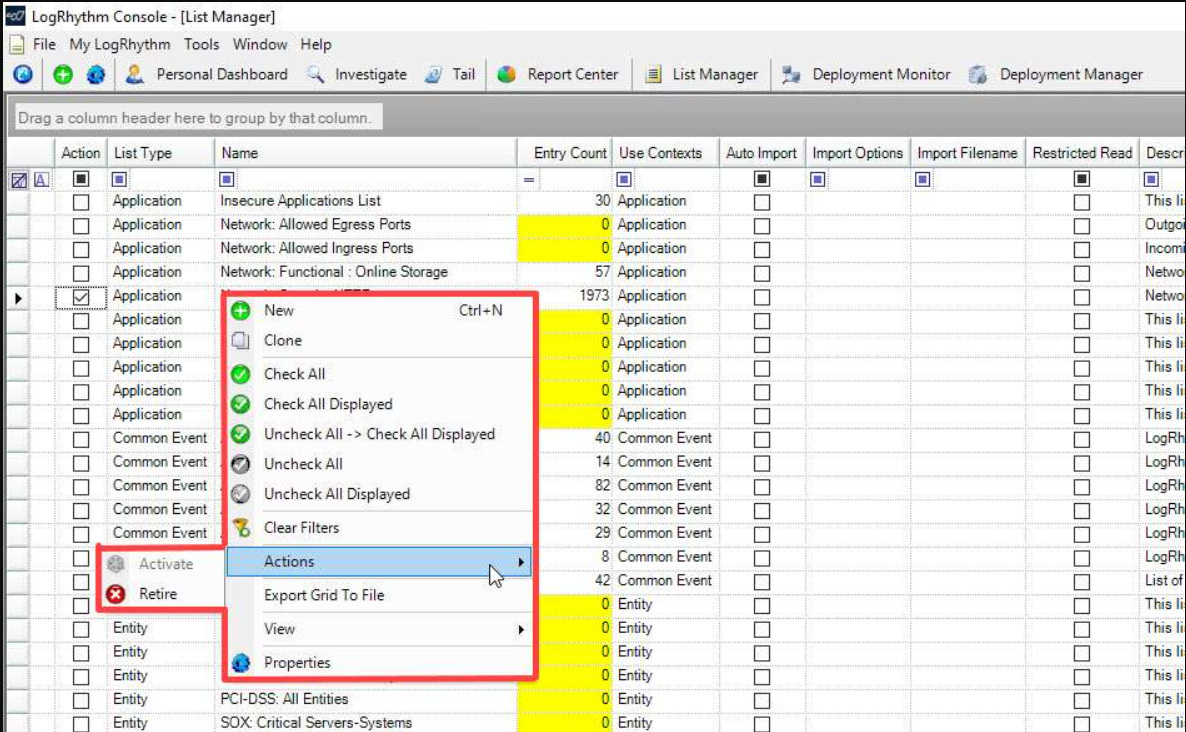 LogRhythm Console - [List Manager]
File My LogRhythm Tools Window Help
Personal Dashboard Investigate Tail Report Center List Manager Deployment Monitor Deployment Manager
Drag a column header here to group by that column.
Action List Type Name Entry Count Use Contexts Auto Import Import Options Import Filename Restricted Read Descri
A =
Application Insecure Applications List 30 Application This li
Application Network: Allowed Egress Ports 0 Application Outgoi
Application Network: Allowed Ingress Ports 0 Application Incomi
Application Network: Functional : Online Storage 57 Application Netwo
Application 1973 Application Netwo
Application 0 Application This li
Application 0 Application This li
Application 0 Application This li
Application 0 Application This li
Application 0 Application This li
Common Event 40 Common Event LogRh
Common Event 14 Common Event LogRh
Common Event 82 Common Event LogRh
Common Event 32 Common Event LogRh
Common Event 29 Common Event LogRh
8 Common Event LogRh
42 Common Event List of
0 Entity This li
Entity 0 Entity This li
Entity 0 Entity This li
Entity 0 Entity This li
Entity PCI-DSS: All Entities 0 Entity This li
Entity SOX: Critical Servers-Systems 0 Entity This li
New Ctrl+N
Clone
Check All
Check All Displayed
Uncheck All -> Check All Displayed
Uncheck All
Uncheck All Displayed
Clear Filters
Actions
Activate
Retire
Export Grid To File
View
Properties